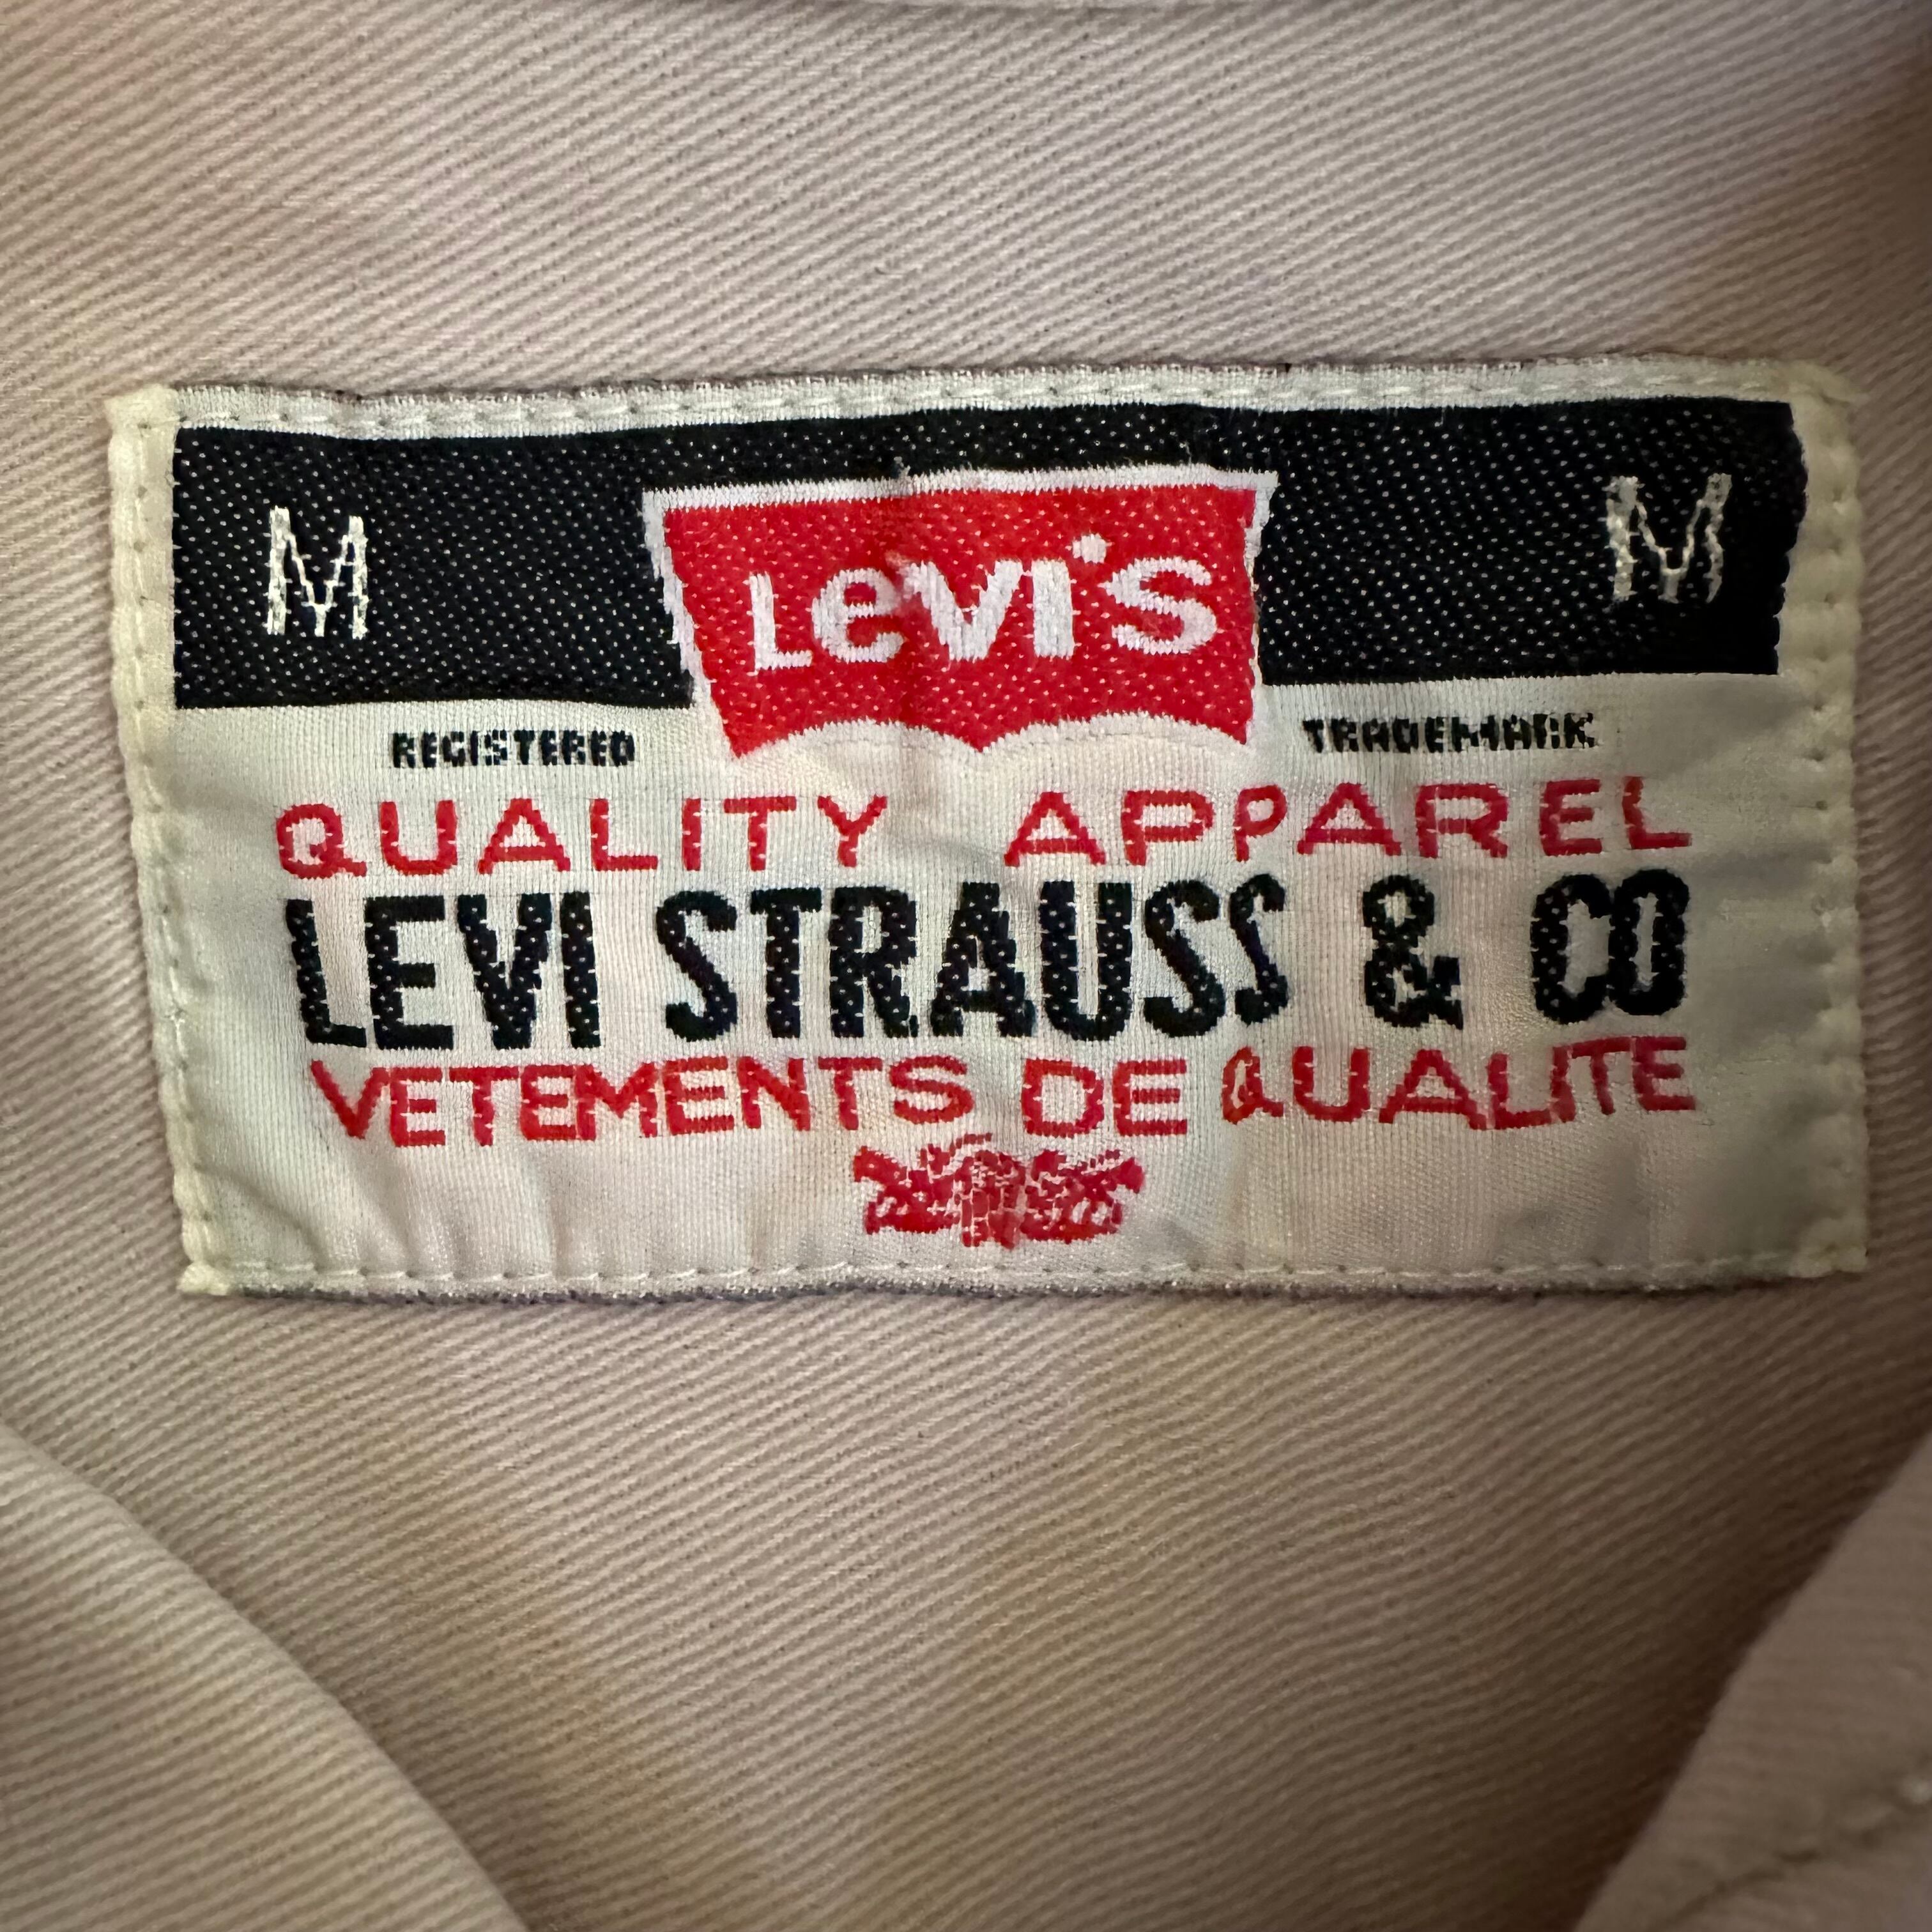 M Levi's M
REGISTERED TRADEMARK
QUALITY APPAREL
LEVI STRAUSS & CO
VETEMENTS DE QUALITE